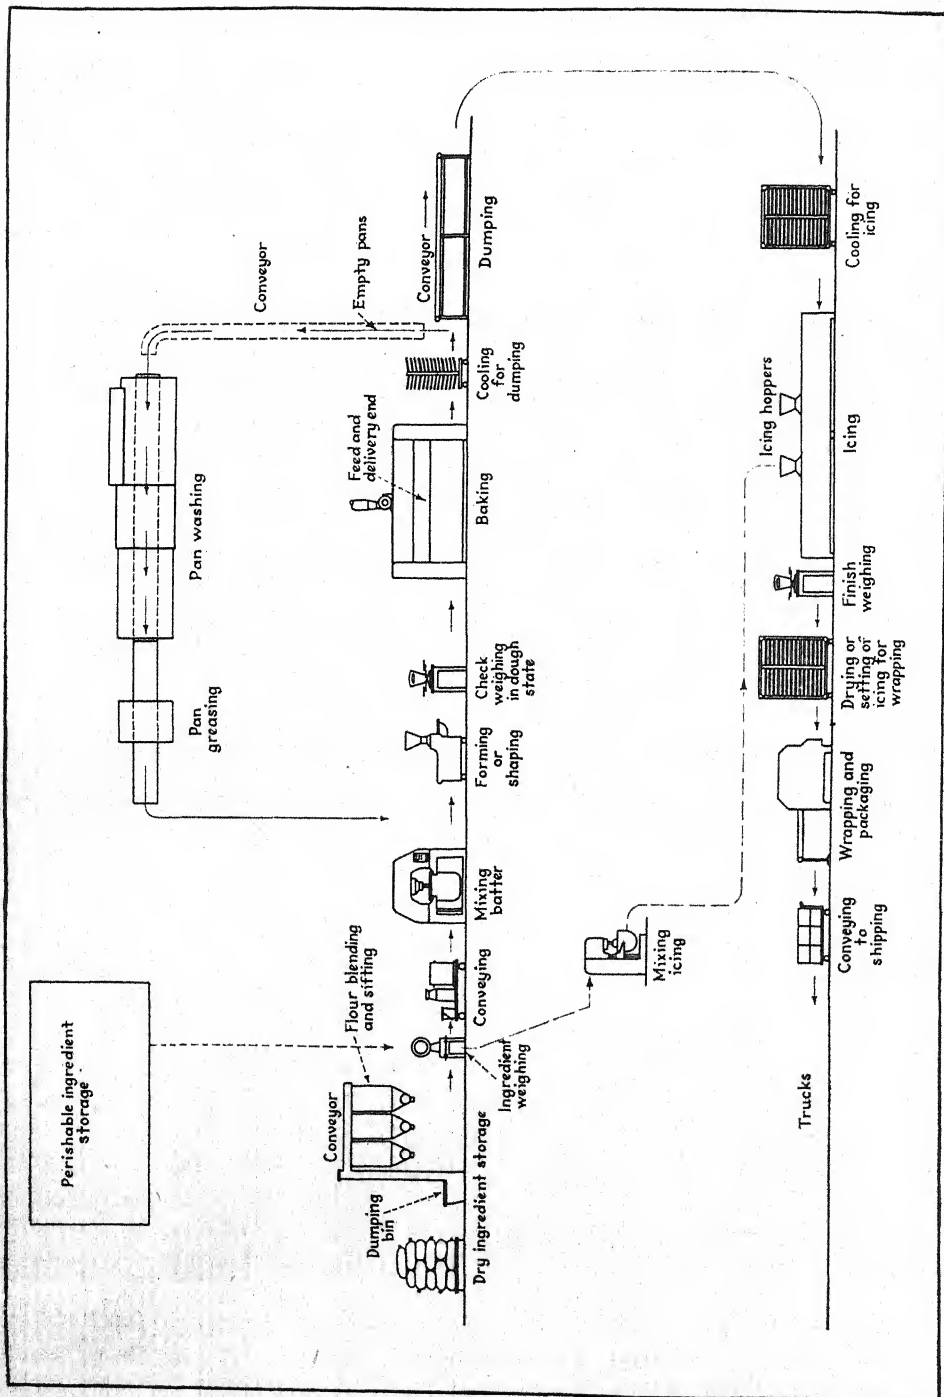 Perishable ingredient
storage
Conveyor
Flour blending
and sifting
Dumping
bin
Dry ingredient storage
Ingredient
weighing
Conveying
Mixing
batter
Forming
or
shaping
Check
weighing
in dough
state
Feed and
delivery end
Baking
Cooling
for
dumping
Conveyor
Dumping
Pan
greasing
Pan washing
Empty pans
Conveyor
Mixing
icing
Trucks
Conveying
to
shipping
Wrapping and
packaging
Drying or
setting of
icing for
wrapping
Finish
weighing
Icing hoppers
Icing
Cooling for
icing